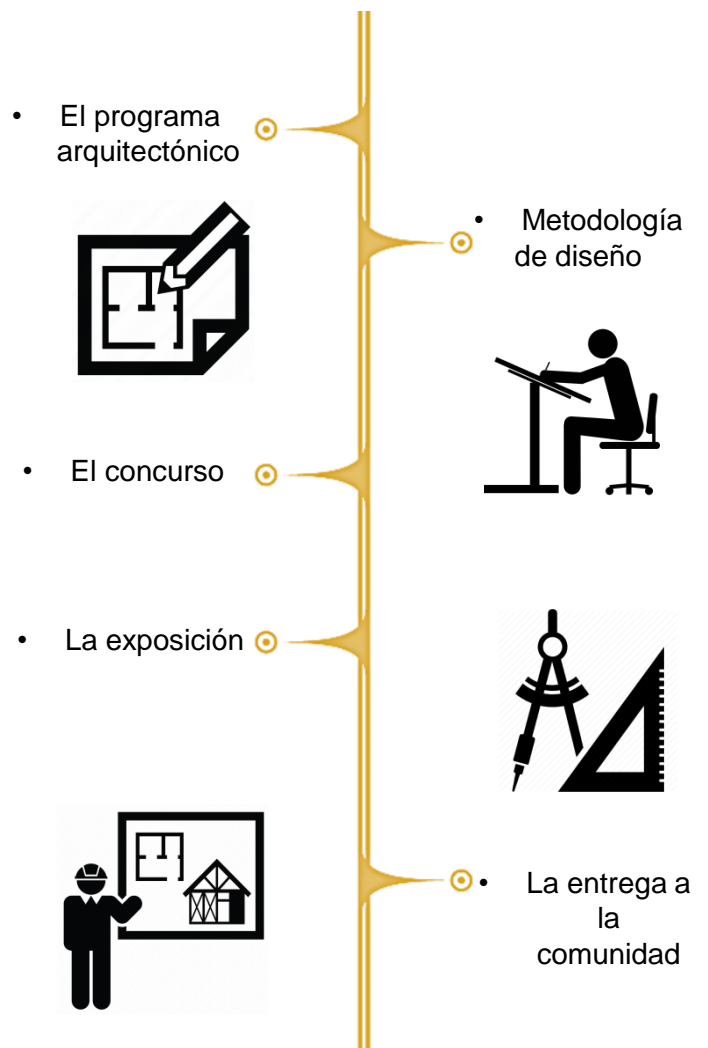 • El programa
arquitectónico
• Metodología
de diseño
• El concurso
• La exposición
• La entrega a
la
comunidad